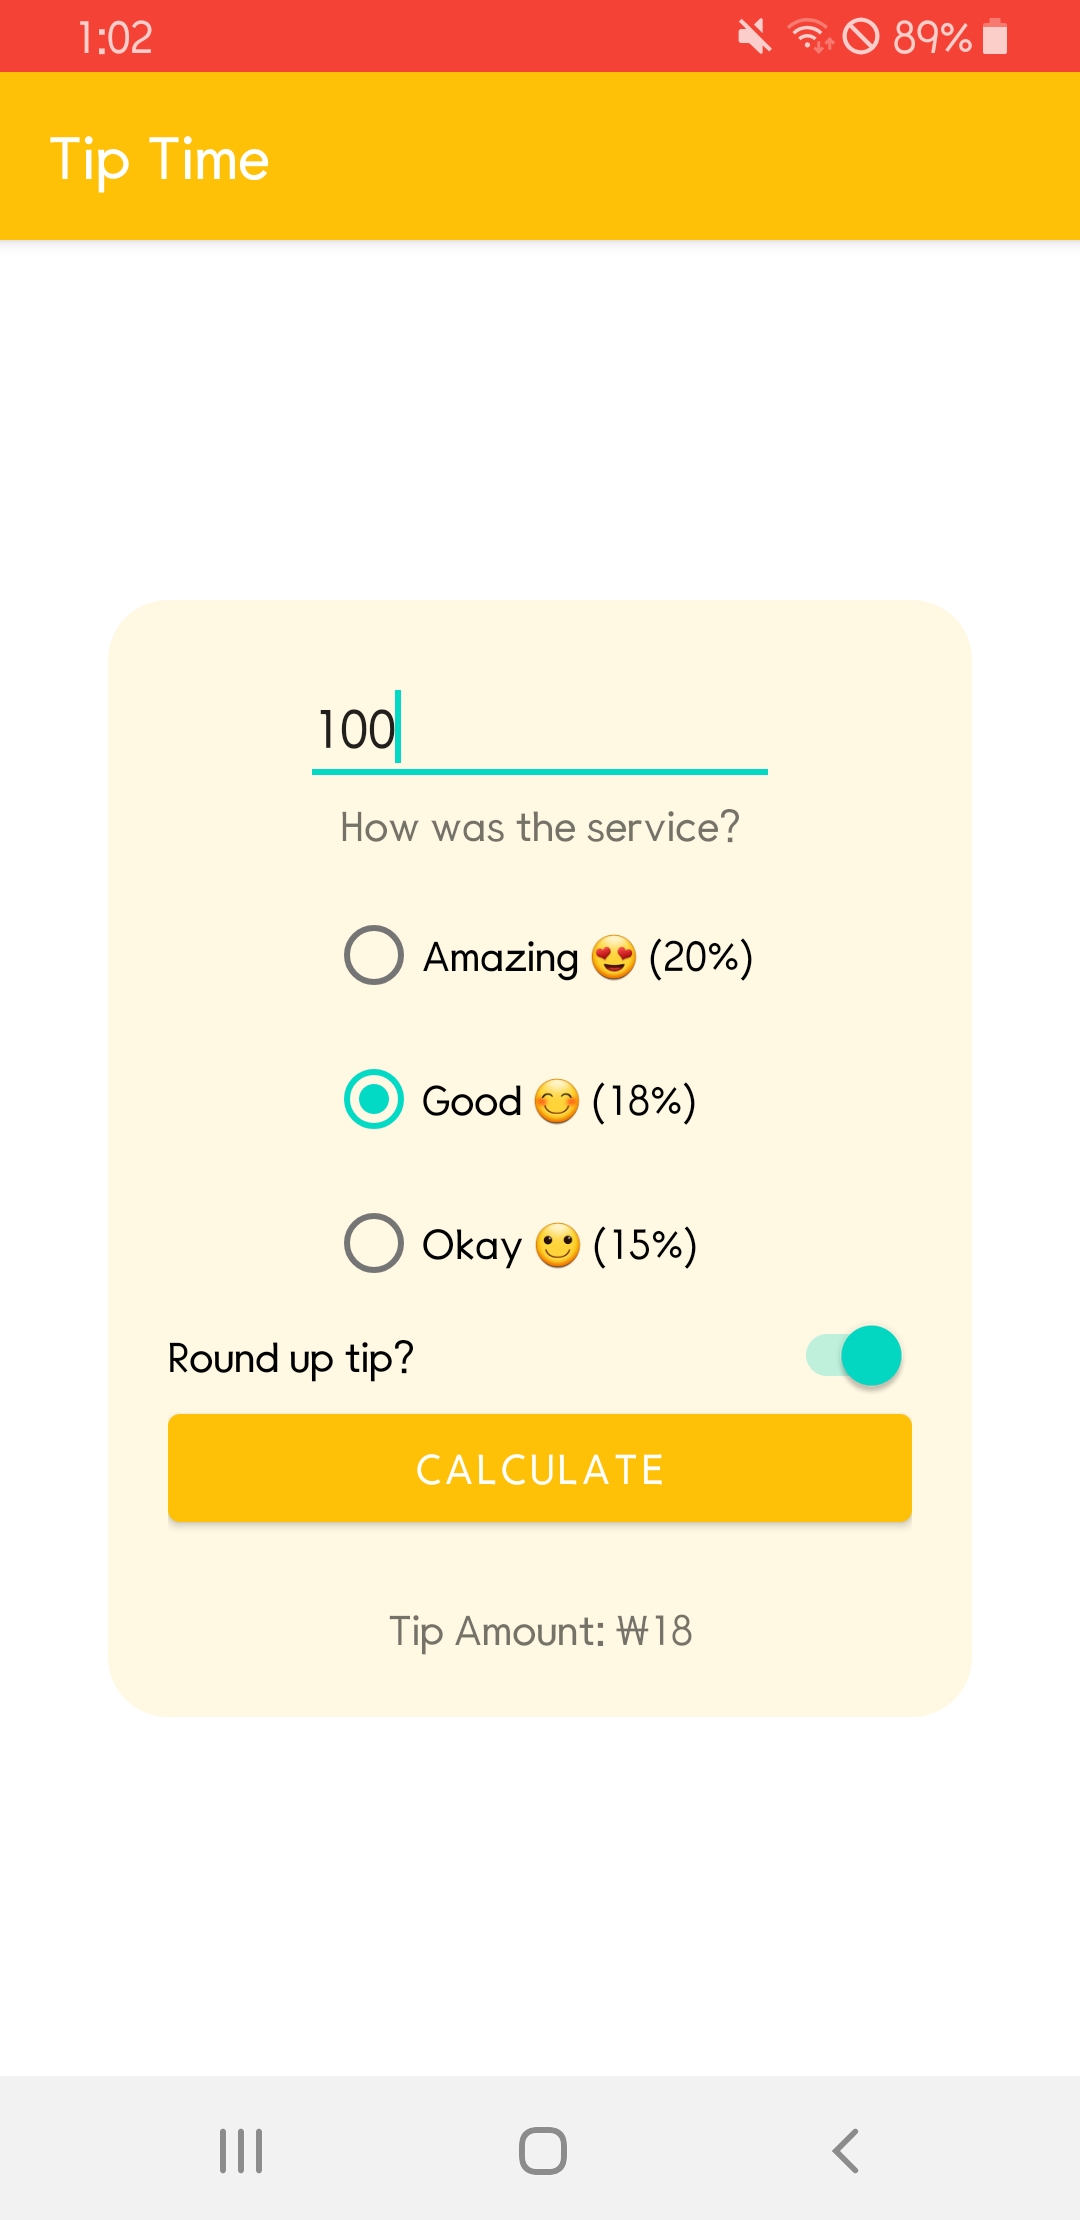 1:02 89%
Tip Time
100
How was the service?
Amazing 😍 (20%)
Good 😊 (18%)
Okay 🙂 (15%)
Round up tip?
CALCULATE
Tip Amount: ₩18